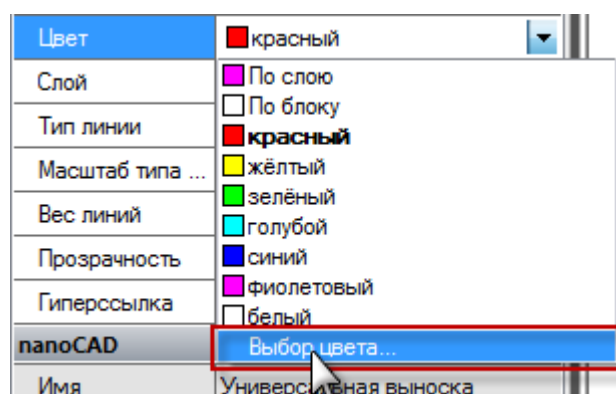 Цвет красный
Слой По слою
По блоку
Тип линии красный
Масштаб типа ... жёлтый
зелёный
Вес линий голубой
Прозрачность синий
фиолетовый
Гиперссылка белый
nanoCAD Выбор цвета...
Имя Универсальная выноска